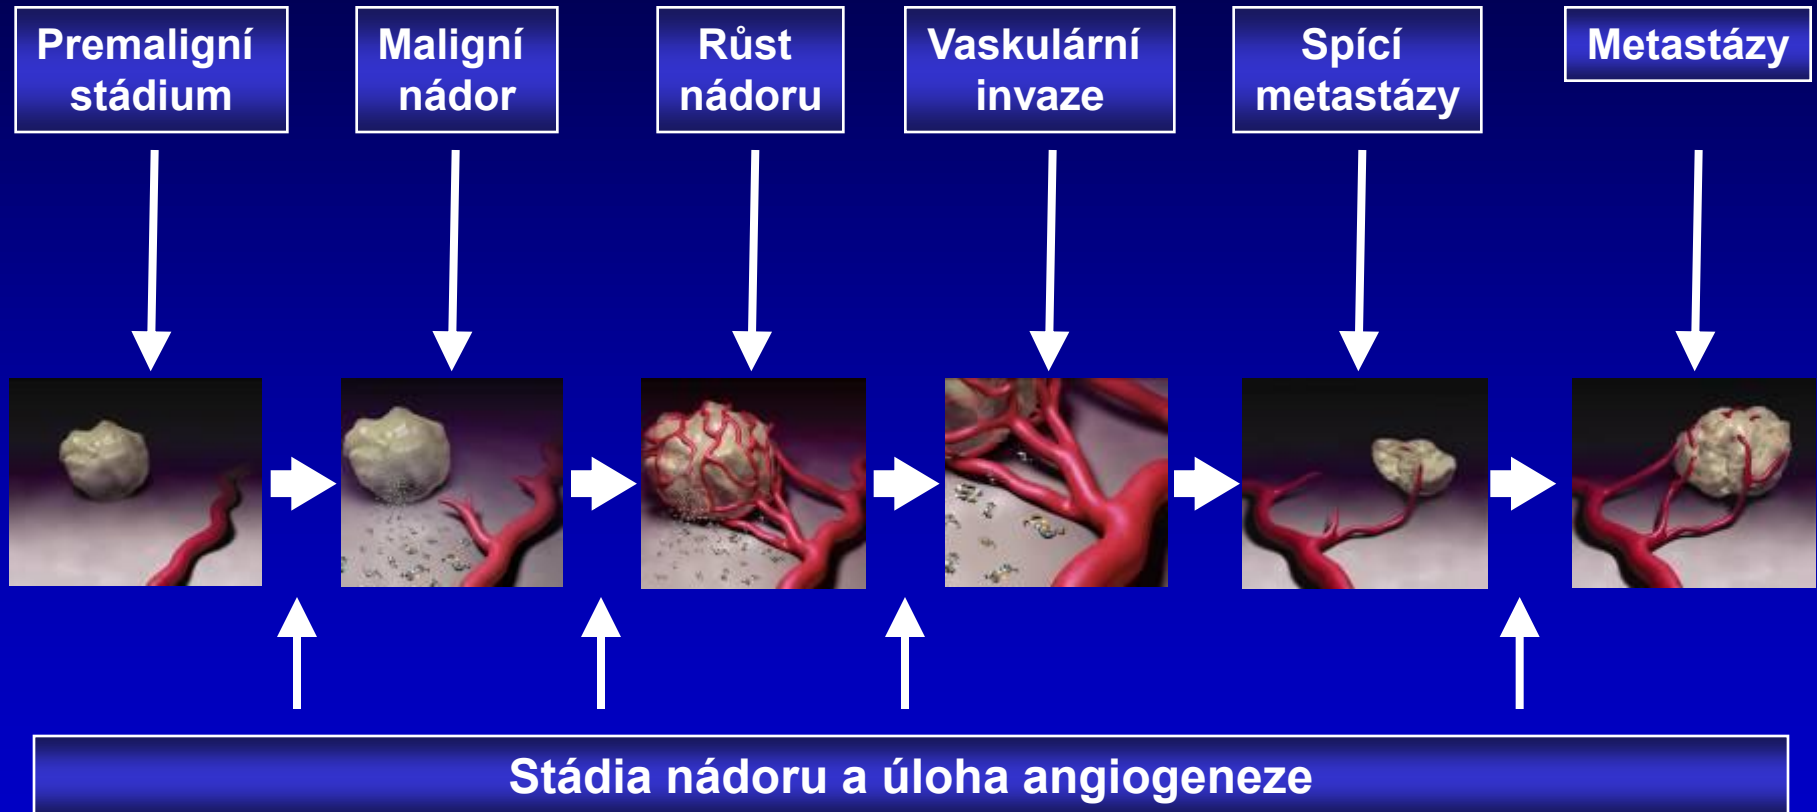 Premaligní
stádium
Maligní
nádor
Růst
nádoru
Vaskulární
invaze
Spící
metastázy
Metastázy
Stádia nádoru a úloha angiogeneze